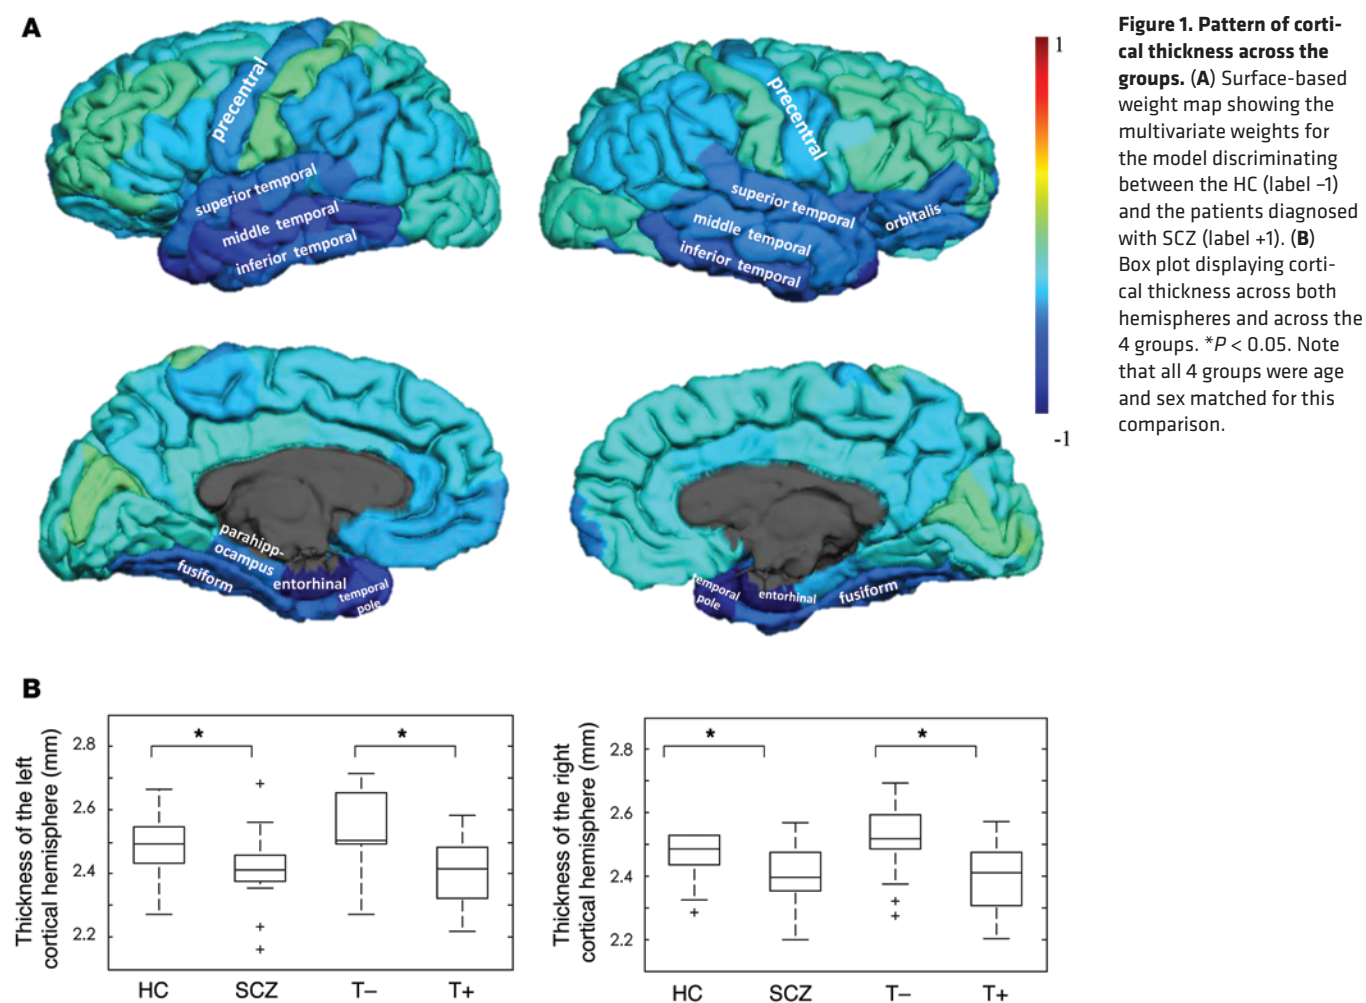 A
precentral
superior temporal
middle temporal
inferior temporal
precentral
superior temporal
middle temporal
inferior temporal
orbitalis
1
-1
parahipp-
ocampus
fusiform
entorhinal
temporal
pole
temporal
pole
entorhinal
fusiform
Figure 1. Pattern of corti-
cal thickness across the
groups. (A) Surface-based
weight map showing the
multivariate weights for
the model discriminating
between the HC (label –1)
and the patients diagnosed
with SCZ (label +1). (B)
Box plot displaying corti-
cal thickness across both
hemispheres and across the
4 groups. *P < 0.05. Note
that all 4 groups were age
and sex matched for this
comparison.
B
Thickness of the left
cortical hemisphere (mm)
2.8
2.6
2.4
2.2
*
*
HC SCZ T– T+
Thickness of the right
cortical hemisphere (mm)
2.8
2.6
2.4
2.2
*
*
HC SCZ T– T+